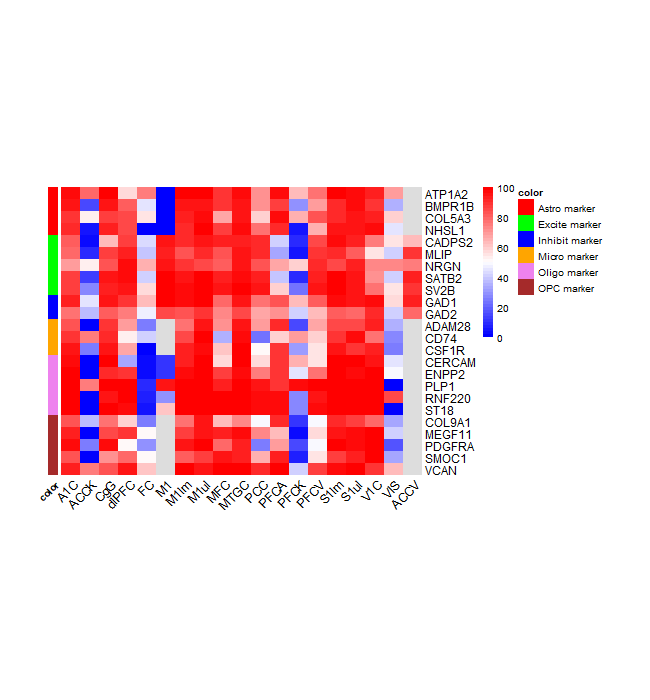 ATP1A2
BMPR1B
COL5A3
NHSL1
CADPS2
MLIP
NRGN
SATB2
SV2B
GAD1
GAD2
ADAM28
CD74
CSF1R
CERCAM
ENPP2
PLP1
RNF220
ST18
COL9A1
MEGF11
PDGFRA
SMOC1
VCAN
100
80
60
40
20
0
color
Astro marker
Excite marker
Inhibit marker
Micro marker
Oligo marker
OPC marker
color
A1C
ACCK
CgG
dlPFC
FC
M1
M1lm
M1ul
MFC
MTGC
PCC
PFCA
PFCK
PFCV
S1lm
S1ul
V1C
VIS
ACCV